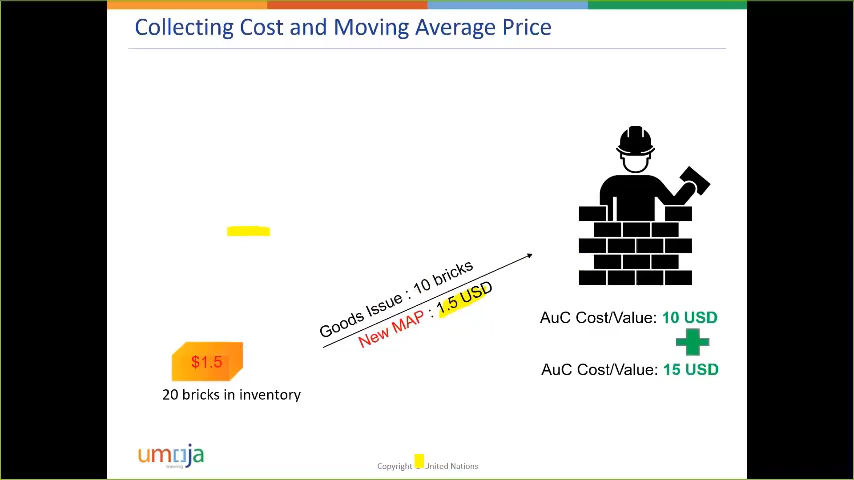 Collecting Cost and Moving Average Price
Goods Issue : 10 bricks
New MAP : 1.5 USD
AuC Cost/Value: 10 USD
AuC Cost/Value: 15 USD
$1.5
20 bricks in inventory
umoja
Copyright United Nations